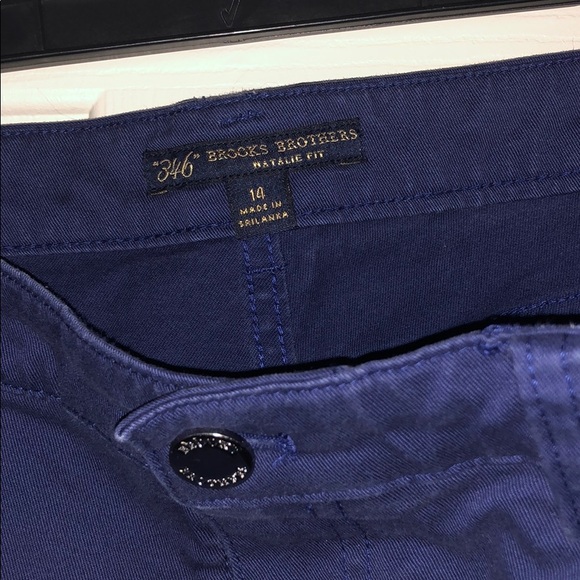 "346" BROOKS BROTHERS
NATALIE FIT
14
MADE IN
SRILANKA